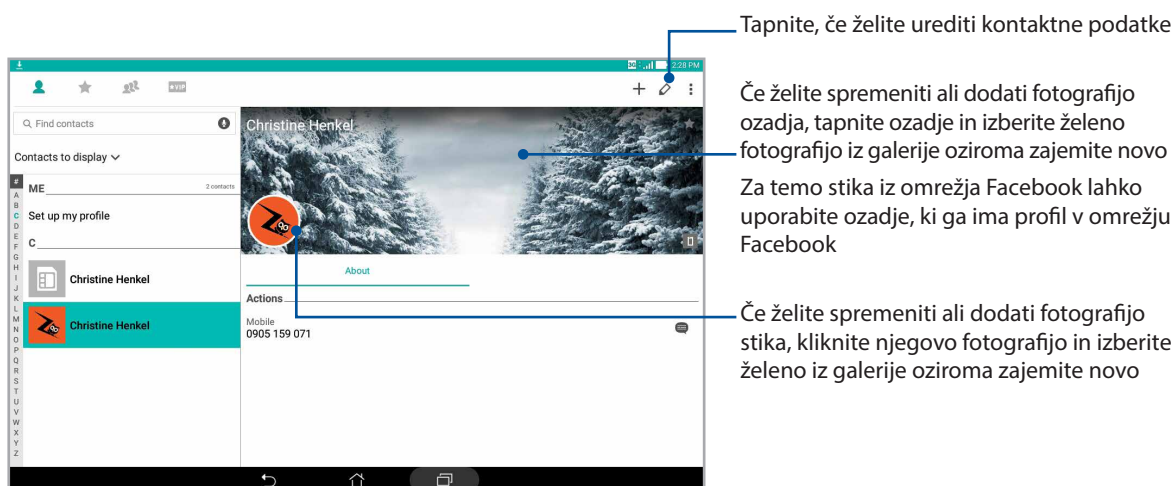 Tapnite, če želite urediti kontaktne podatke
3G 2:28 PM
VIP
Find contacts
Christine Henkel
Če želite spremeniti ali dodati fotografijo
ozadja, tapnite ozadje in izberite želeno
fotografijo iz galerije oziroma zajemite novo
Contacts to display
ME
2 contacts
Za temo stika iz omrežja Facebook lahko
uporabite ozadje, ki ga ima profil v omrežju
Facebook
Set up my profile
C
#
A
B
C
D
E
F
G
H
I
J
K
L
M
N
O
P
Q
R
S
T
U
V
W
X
Y
Z
Christine Henkel
Christine Henkel
About
Actions
Mobile
0905 159 071
Če želite spremeniti ali dodati fotografijo
stika, kliknite njegovo fotografijo in izberite
želeno iz galerije oziroma zajemite novo